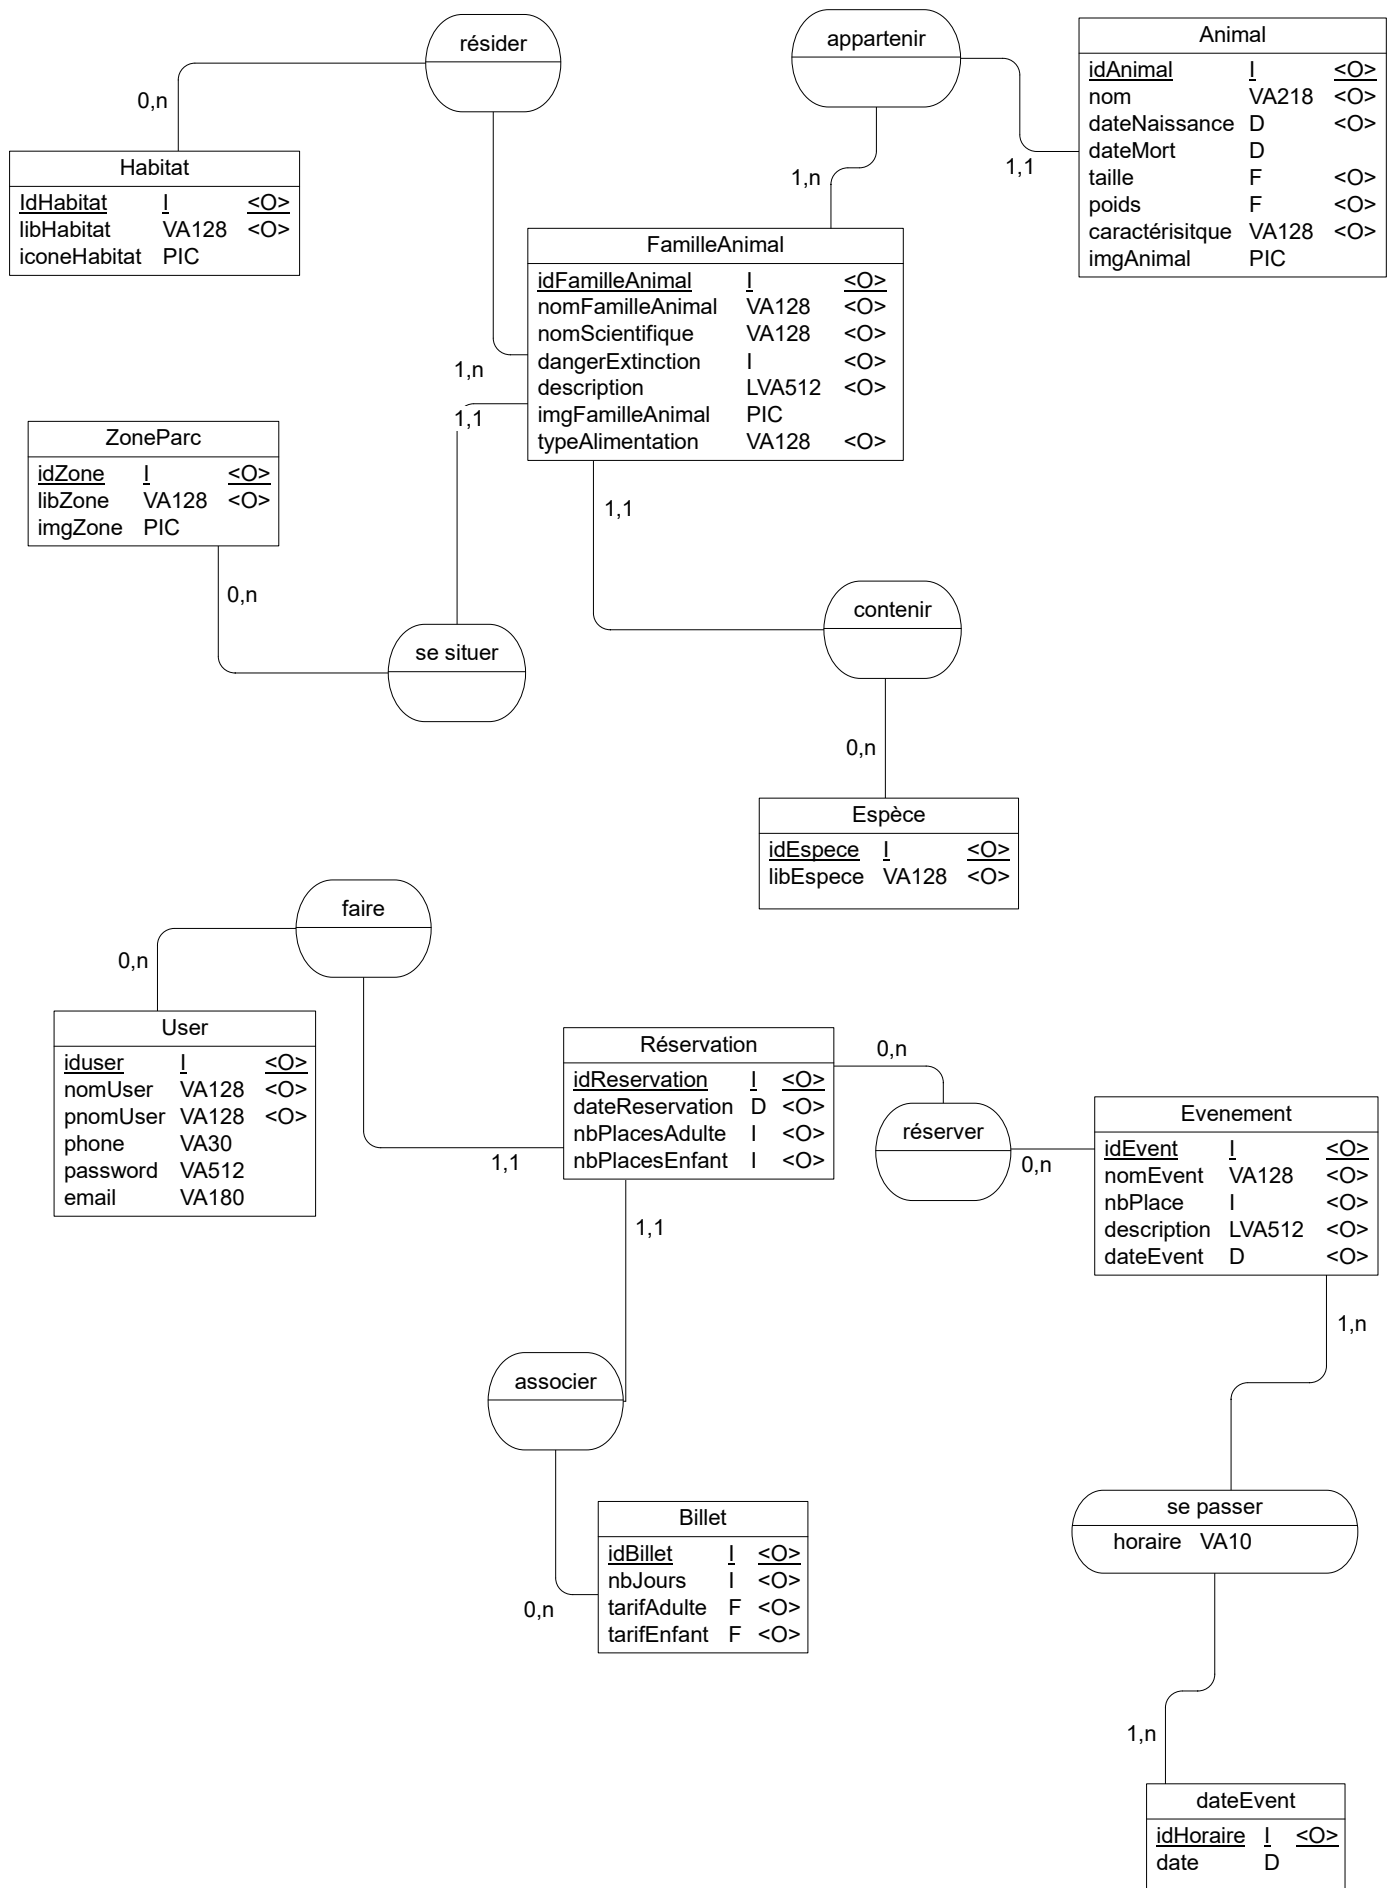 résider
0,n
Habitat
IdHabitat I <O>
libHabitat VA128 <O>
iconeHabitat PIC
appartenir
1,n
1,1
Animal
idAnimal I <O>
nom VA218 <O>
dateNaissance D <O>
dateMort D
taille F <O>
poids F <O>
caractérisitque VA128 <O>
imgAnimal PIC
FamilleAnimal
idFamilleAnimal I <O>
nomFamilleAnimal VA128 <O>
nomScientifique VA128 <O>
dangerExtinction I <O>
description LVA512 <O>
imgFamilleAnimal PIC
typeAlimentation VA128 <O>
1,n
1,1
ZoneParc
idZone I <O>
libZone VA128 <O>
imgZone PIC
0,n
se situer
1,1
contenir
0,n
Espèce
idEspece I <O>
libEspece VA128 <O>
faire
0,n
User
iduser I <O>
nomUser VA128 <O>
pnomUser VA128 <O>
phone VA30
password VA512
email VA180
1,1
Réservation
idReservation I <O>
dateReservation D <O>
nbPlacesAdulte I <O>
nbPlacesEnfant I <O>
0,n
réserver
0,n
Evenement
idEvent I <O>
nomEvent VA128 <O>
nbPlace I <O>
description LVA512 <O>
dateEvent D <O>
1,1
associer
0,n
Billet
idBillet I <O>
nbJours I <O>
tarifAdulte F <O>
tarifEnfant F <O>
1,n
se passer
horaire VA10
1,n
dateEvent
idHoraire I <O>
date D